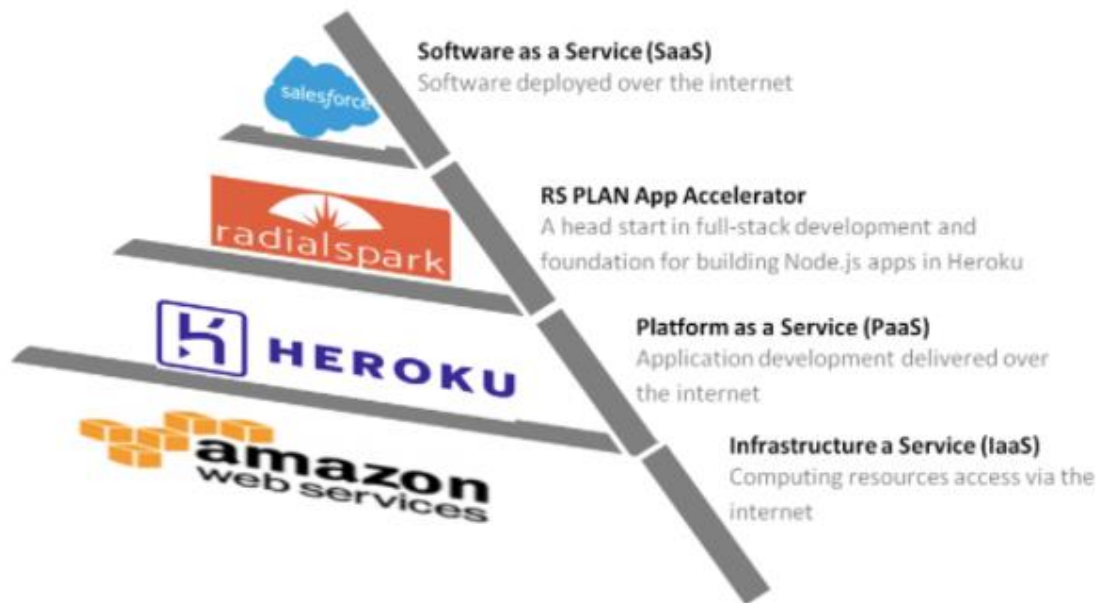 Software as a Service (SaaS)
Software deployed over the internet
salesforce
RS PLAN App Accelerator
A head start in full-stack development and
foundation for building Node.js apps in Heroku
radialspark
Platform as a Service (PaaS)
Application development delivered over
the internet
HEROKU
Infrastructure a Service (IaaS)
Computing resources access via the
internet
amazon
web services